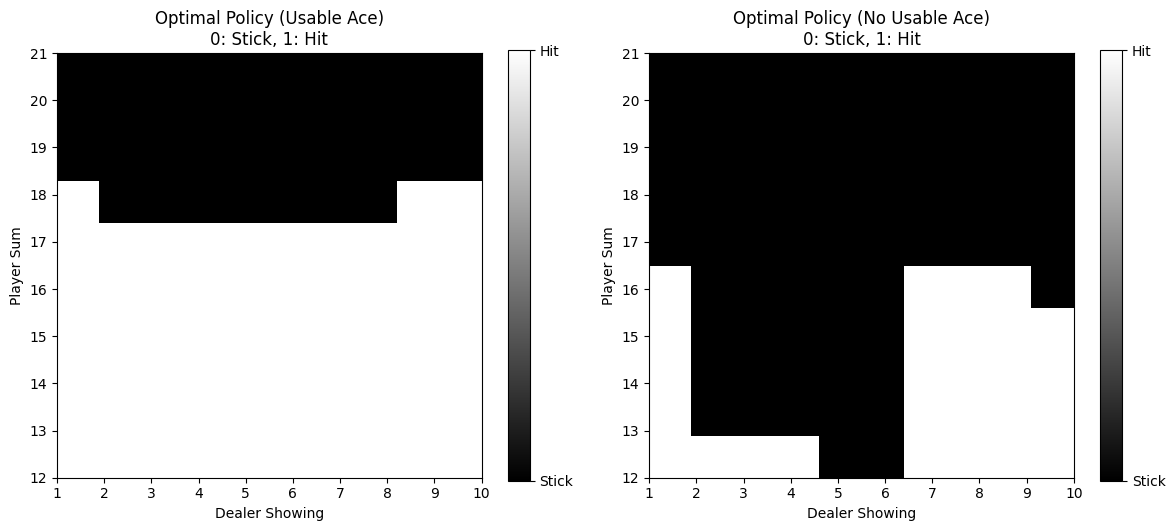 Optimal Policy (Usable Ace)
0: Stick, 1: Hit
21
20
19
18
17
16
15
14
13
12
Player Sum
1 2 3 4 5 6 7 8 9 10
Dealer Showing
Hit
Stick
Optimal Policy (No Usable Ace)
0: Stick, 1: Hit
21
20
19
18
17
16
15
14
13
12
Player Sum
1 2 3 4 5 6 7 8 9 10
Dealer Showing
Hit
Stick